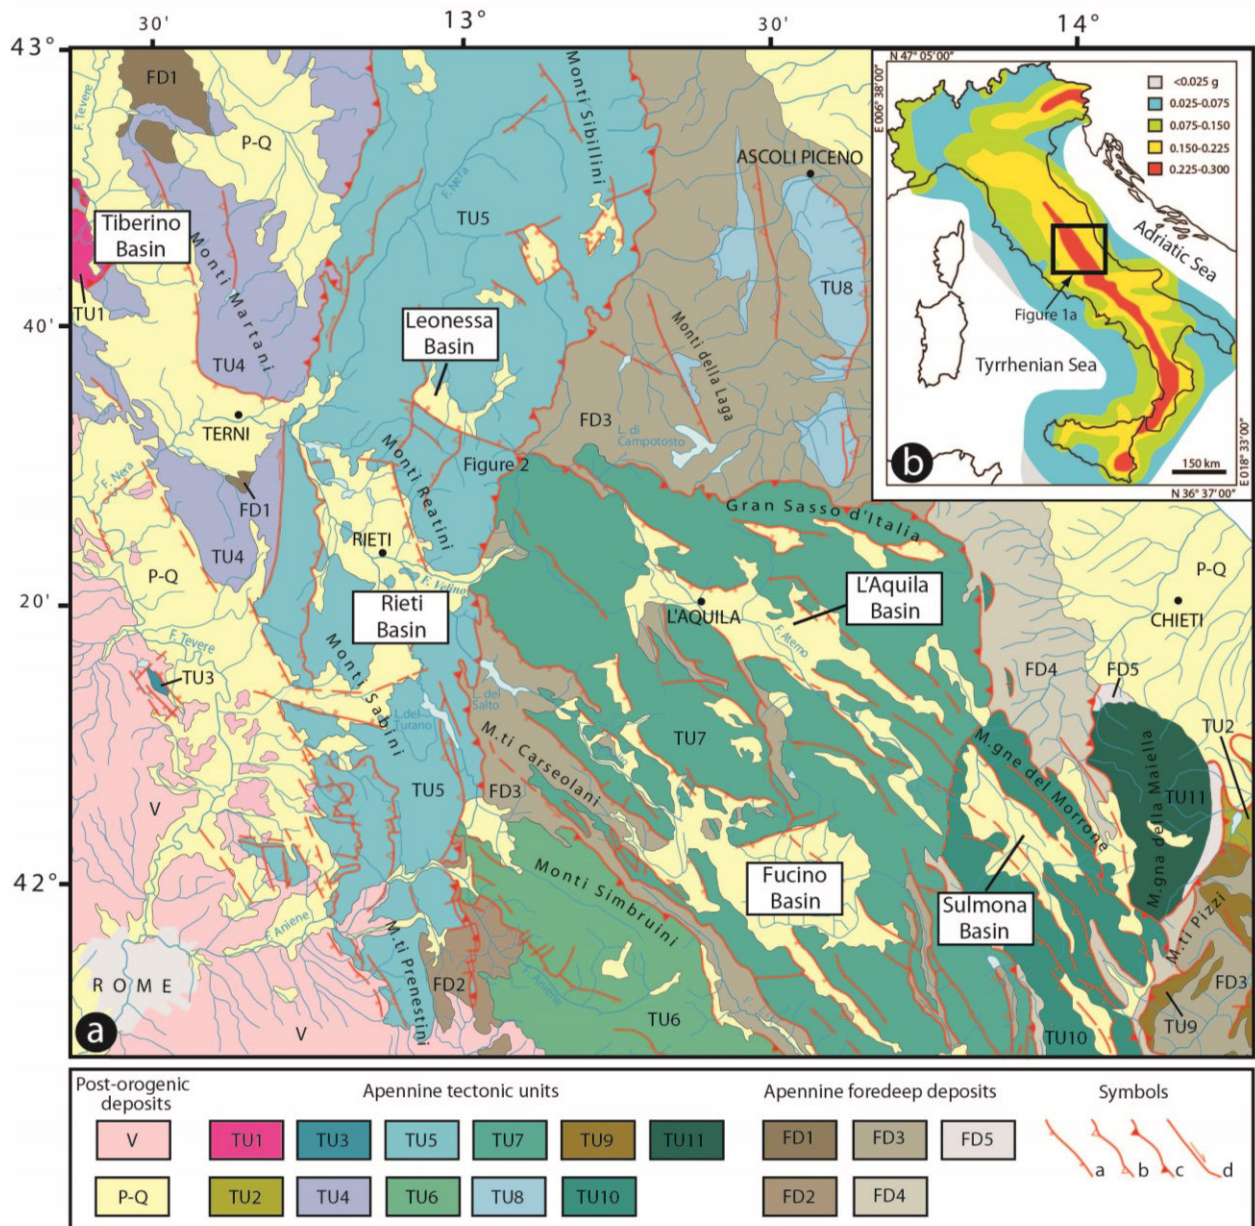 30'
13°
30'
14°
43°
40'
20'
42°
FD1
F. Tevere
P-Q
Tiberino
Basin
TU1
Monti Martani
TU4
TERNI
F. Nera
FD1
TU4
P-Q
F. Tevere
TU3
V
F. Aniene
ROME
V
a
F. Nera
TU5
Monti Sibillini
Leonessa
Basin
Monti Reatini
Figure 2
RIETI
F. Velino
Rieti
Basin
Monti Sabini
L. del
Turano
L. del
Salto
TU5
M.ti Prenestini
FD2
ASCOLI PICENO
TU8
Monti della Laga
FD3
L. di
Campotosto
Gran Sasso d'Italia
L'AQUILA
L'Aquila
Basin
F. Aterno
TU7
M.ti Carseolani
FD3
Monti Simbruini
F. Aniene
TU6
Fucino
Basin
Sulmona
Basin
M.gne del Morrone
TU10
P-Q
CHIETI
FD4
FD5
TU2
TU11
M.gna della Maiella
M.ti Pizzi
FD3
TU9
N 47° 05' 00"
E 006° 38' 00"
<0.025 g
0.025-0.075
0.075-0.150
0.150-0.225
0.225-0.300
Adriatic Sea
Figure 1a
Tyrrhenian Sea
b
150 km
E 018° 33' 00"
N 36° 37' 00"
Post-orogenic
deposits
Apennine tectonic units
Apennine foredeep deposits
Symbols
V
TU1
TU3
TU5
TU7
TU9
TU11
FD1
FD3
FD5
P-Q
TU2
TU4
TU6
TU8
TU10
FD2
FD4
a
b
c
d